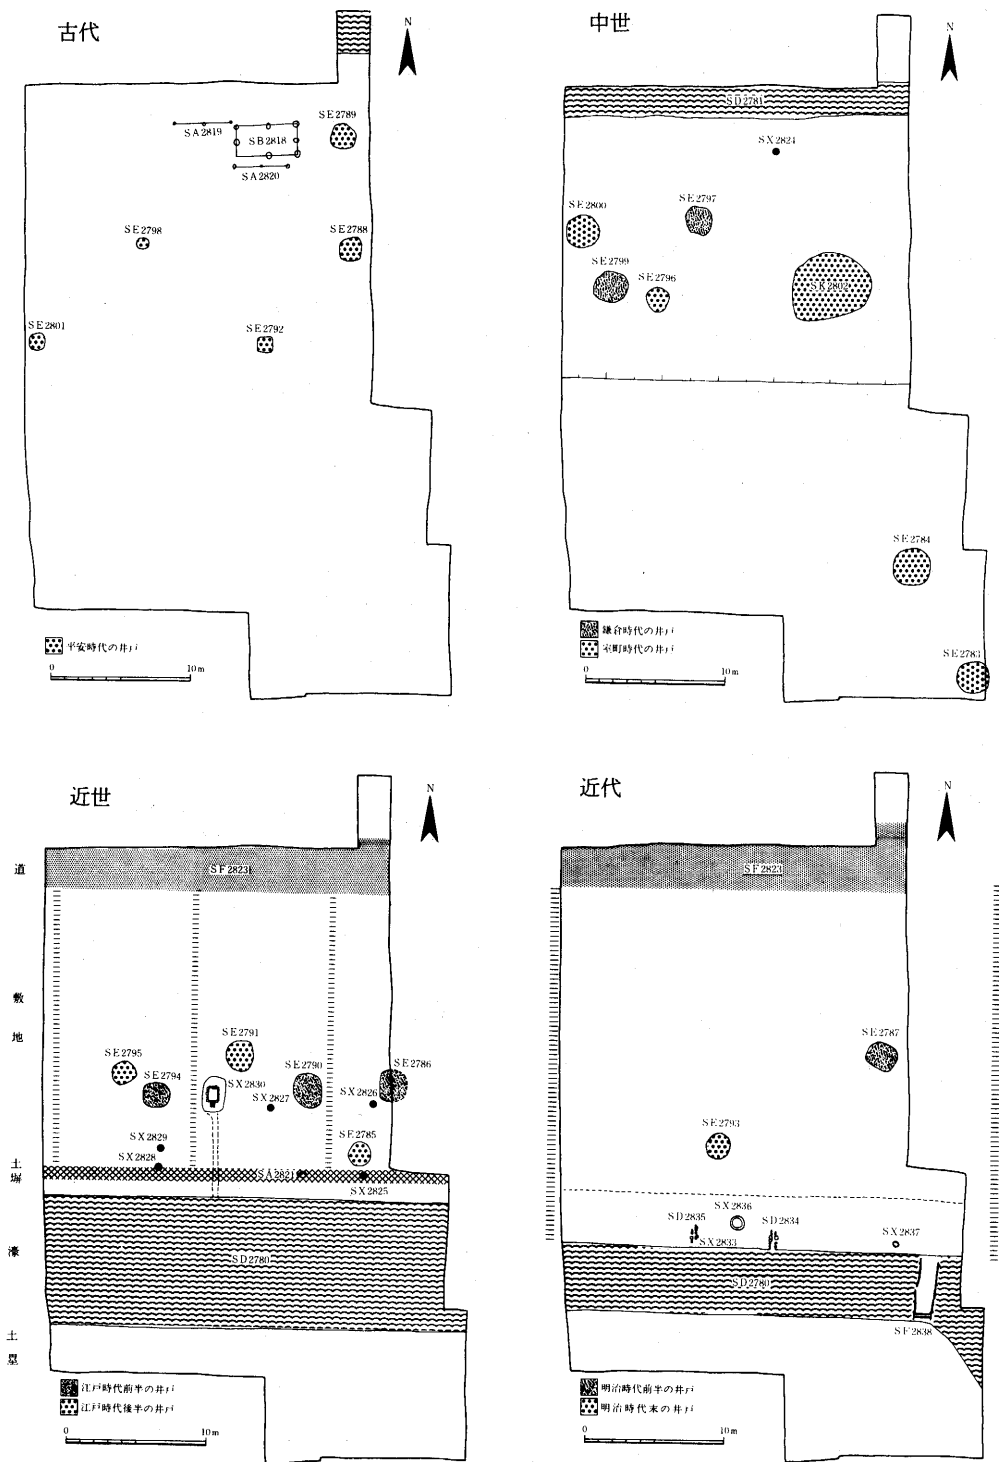 古代
N
SE2789
SA2819
SB2818
SA2820
SE2798
SE2788
SE2801
SE2792
平安時代の井戸
0 10m
中世
N
SD2781
SX2824
SE2800
SE2797
SE2799
SE2796
SK2802
SE2784
SE2783
鎌倉時代の井戸
室町時代の井戸
0 10m
近世
N
道
SF2823
敷地
SE2791
SE2795
SE2794
SE2790
SE2786
SX2830
SX2827
SX2826
SX2829
SX2828
SE2785
土塀
SA2821
SX2825
濠
SD2780
土塁
江戸時代前半の井戸
江戸時代後半の井戸
0 10m
近代
N
SF2823
SE2787
SE2793
SX2836
SD2835
SD2834
SX2837
SX2833
SD2780
SF2838
明治時代前半の井戸
明治時代末の井戸
0 10m